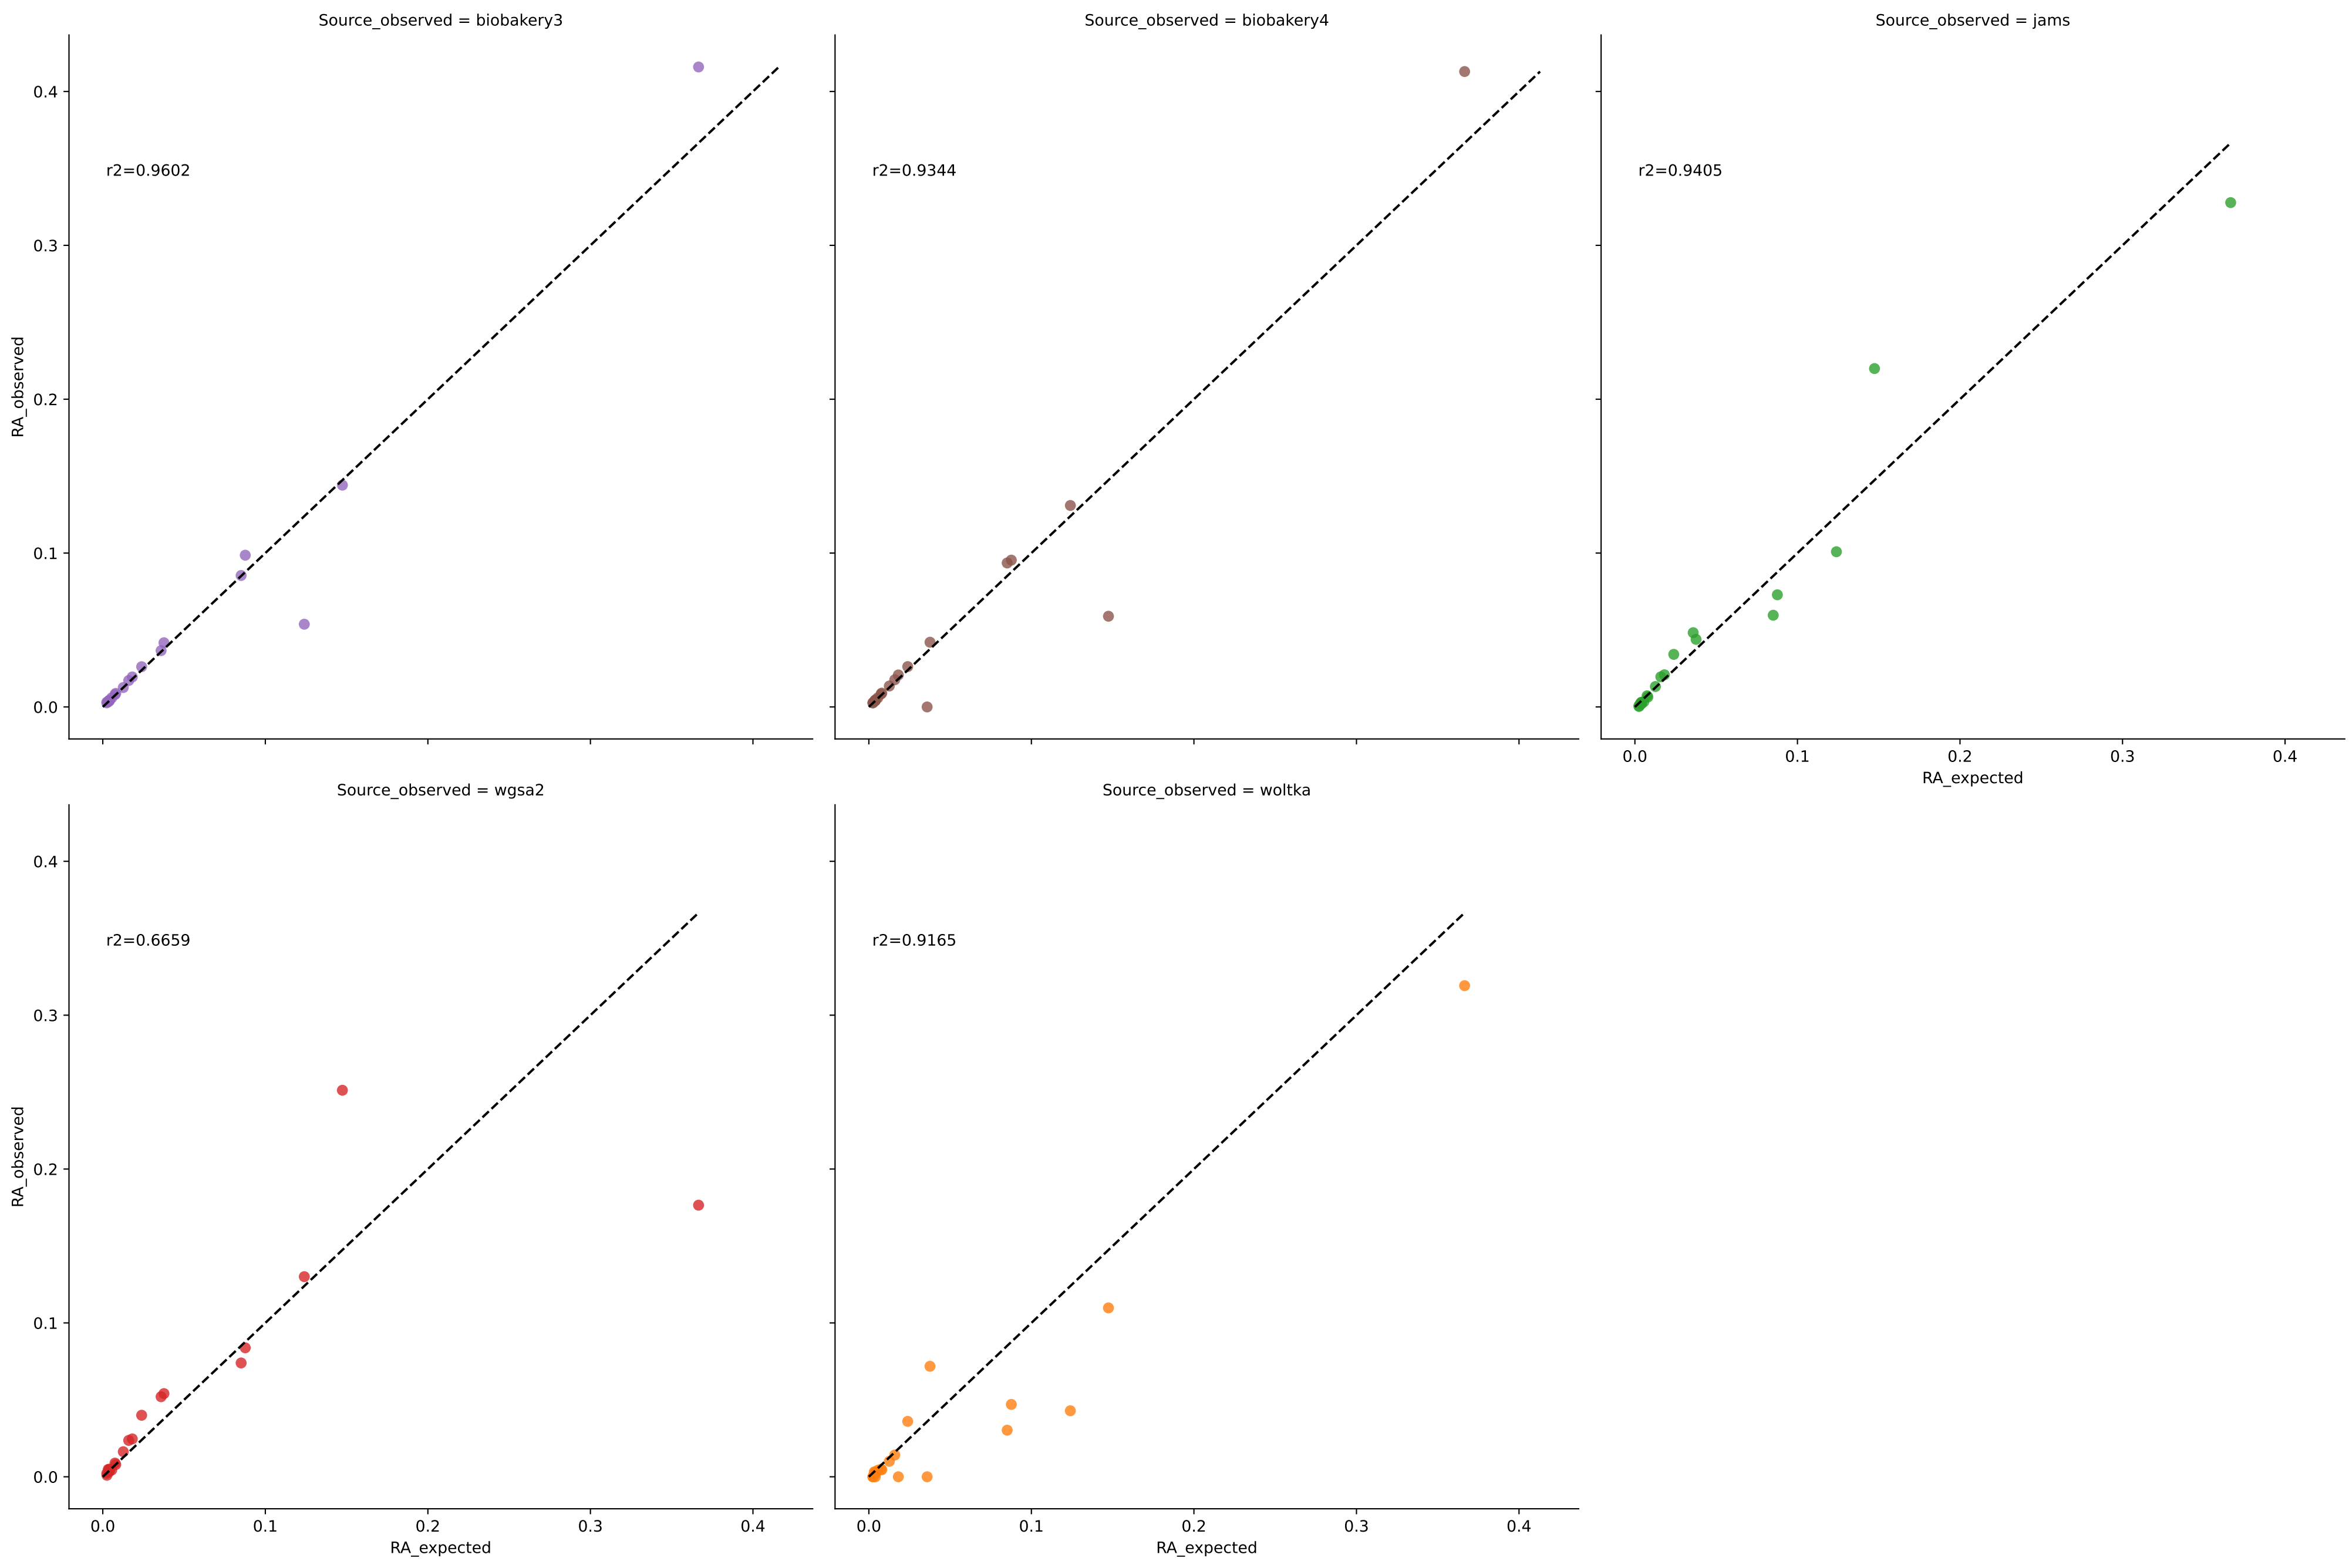 Source_observed = biobakery3
Source_observed = biobakery4
Source_observed = jams
RA_observed
0.4
0.3
0.2
0.1
0.0
r2=0.9602
r2=0.9344
r2=0.9405
0.0 0.1 0.2 0.3 0.4
RA_expected
Source_observed = wgsa2
Source_observed = woltka
RA_observed
0.4
0.3
0.2
0.1
0.0
r2=0.6659
r2=0.9165
0.0 0.1 0.2 0.3 0.4
RA_expected
0.0 0.1 0.2 0.3 0.4
RA_expected